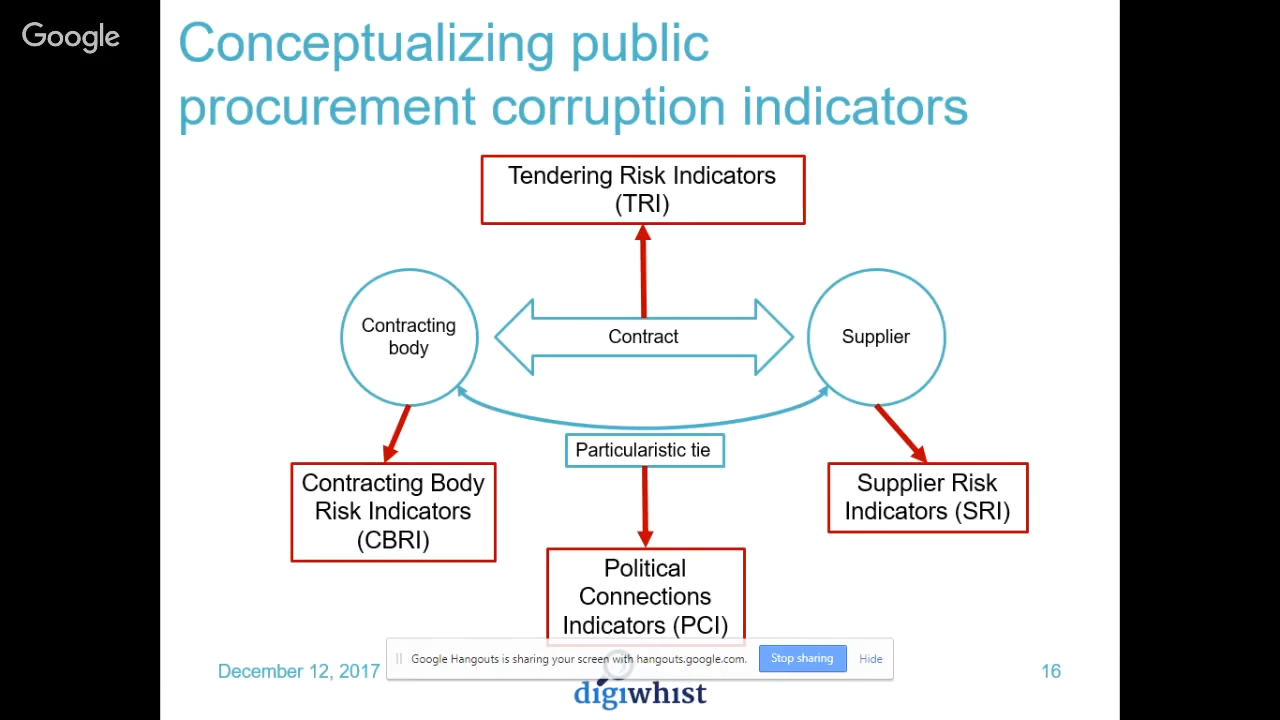 Google
Conceptualizing public
procurement corruption indicators
Tendering Risk Indicators
(TRI)
Contracting
body
Contract
Supplier
Particularistic tie
Contracting Body
Risk Indicators
(CBRI)
Supplier Risk
Indicators (SRI)
Political
Connections
Indicators (PCI)
Google Hangouts is sharing your screen with hangouts.google.com.
Stop sharing
Hide
December 12, 2017
16
digiwhist